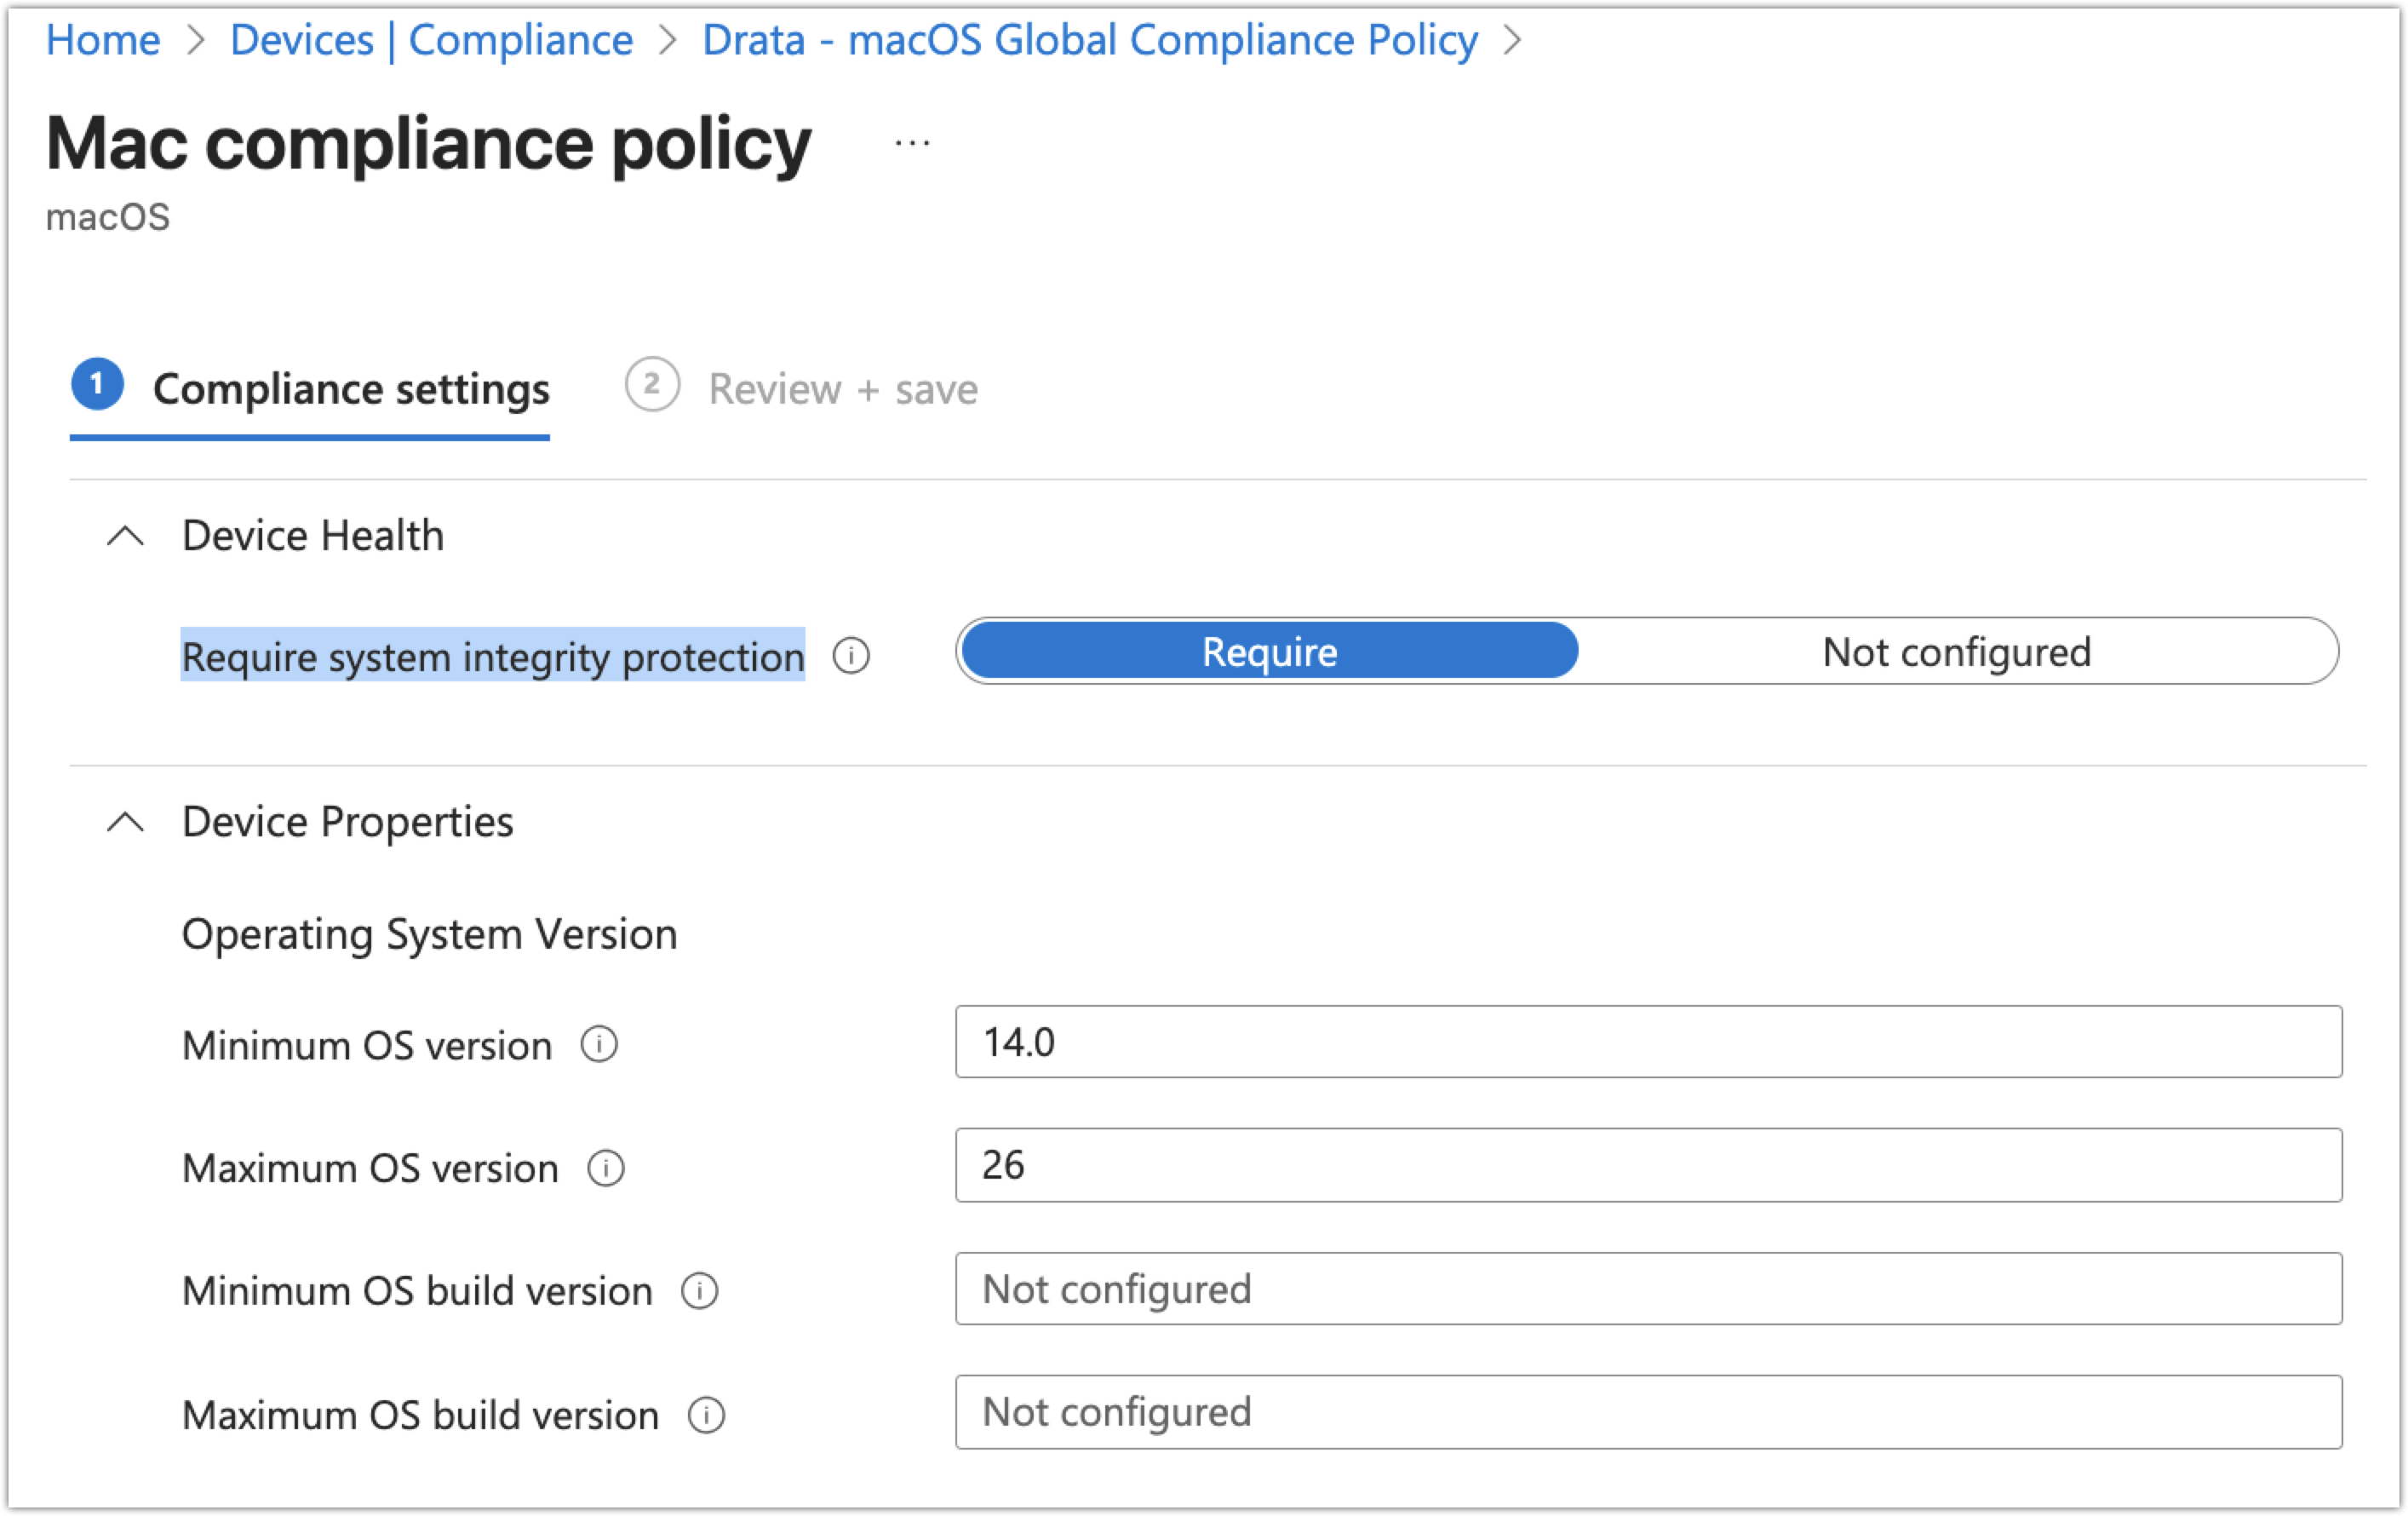 Home > Devices | Compliance > Drata - macOS Global Compliance Policy >
Mac compliance policy ...
macOS
1 Compliance settings 2 Review + save
Device Health
Require system integrity protection Require Not configured
Device Properties
Operating System Version
Minimum OS version 14.0
Maximum OS version 26
Minimum OS build version Not configured
Maximum OS build version Not configured